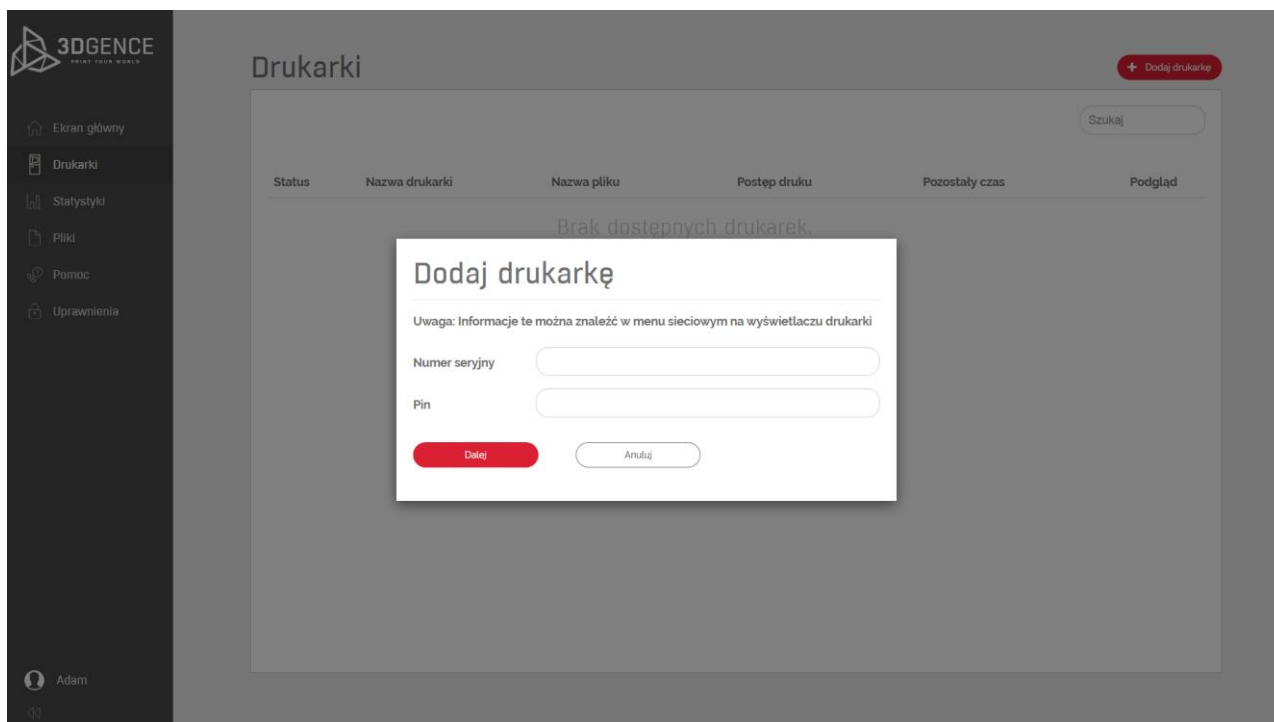 3DGENCE
PRINT YOUR WORLD
Ekran główny
Drukarki
Statystyki
Pliki
Pomoc
Uprawnienia
Adam
Drukarki
+ Dodaj drukarkę
Szukaj
Status Nazwa drukarki Nazwa pliku Postęp druku Pozostały czas Podgląd
Brak dostępnych drukarek.
Dodaj drukarkę
Uwaga: Informacje te można znaleźć w menu sieciowym na wyświetlaczu drukarki
Numer seryjny
Pin
Dalej Anuluj